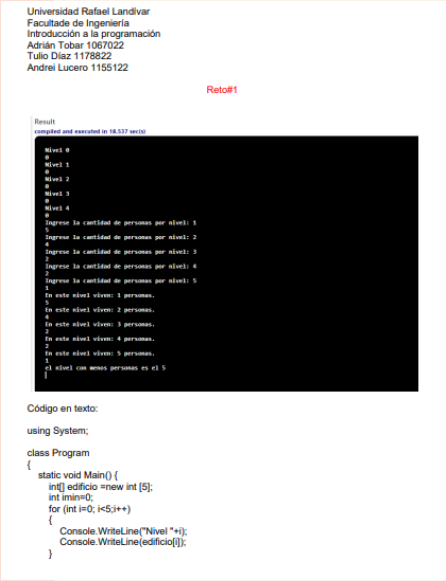 Universidad Rafael Landívar
Facultade de Ingeniería
Introducción a la programación
Adrián Tobar 1067022
Tulio Díaz 1178822
Andrei Lucero 1155122
Reto#1
Result
compiled and executed in 18.537 sec(s)
Nivel 0
0
Nivel 1
0
Nivel 2
0
Nivel 3
0
Nivel 4
0
Ingrese la cantidad de personas por nivel: 1
5
Ingrese la cantidad de personas por nivel: 2
4
Ingrese la cantidad de personas por nivel: 3
2
Ingrese la cantidad de personas por nivel: 4
2
Ingrese la cantidad de personas por nivel: 5
1
En este nivel viven: 1 personas.
5
En este nivel viven: 2 personas.
4
En este nivel viven: 3 personas.
2
En este nivel viven: 4 personas.
2
En este nivel viven: 5 personas.
1
el nivel con menos personas es el 5
Código en texto:
using System;
class Program
{
static void Main() {
int[] edificio =new int [5];
int imin=0;
for (int i=0; i<5;i++)
{
Console.WriteLine("Nivel "+i);
Console.WriteLine(edificio[i]);
}